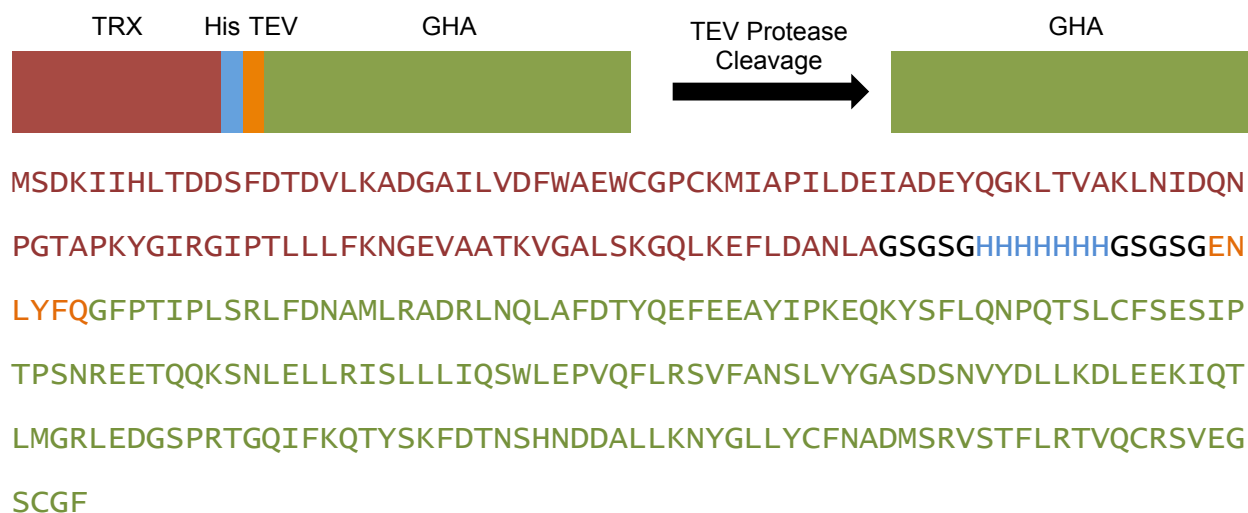 TRX His TEV GHA TEV Protease GHA
Cleavage
MSDKIIHLTDDSFDTDVLKADGAILVDFWAEWCGPCKMIAPILDEIADEYQGKLTVAKLNIDQN
PGTAPKYGIRGIPTLLLFKNGEVAATKVGALSKGQLKEFLDANLAGSGSGHHHHHHHGSGSGEN
LYFQGFPTIPLSRLFDNAMLRADRLNQLAFDTYQEFEEAYIPKEQKYSFLQNPQTSLCFSESIP
TPSNREETQQKSNLELLRISLLLIQSWLEPVQFLRSVFANSLVYGASDSNVYDLLKDLEEKIQT
LMGRLEDGSPRTGQIFKQTYSKFDTNSHNDDALLKNYGLLYCFNADMSRVSTFLRTVQCRSVEG
SCGF